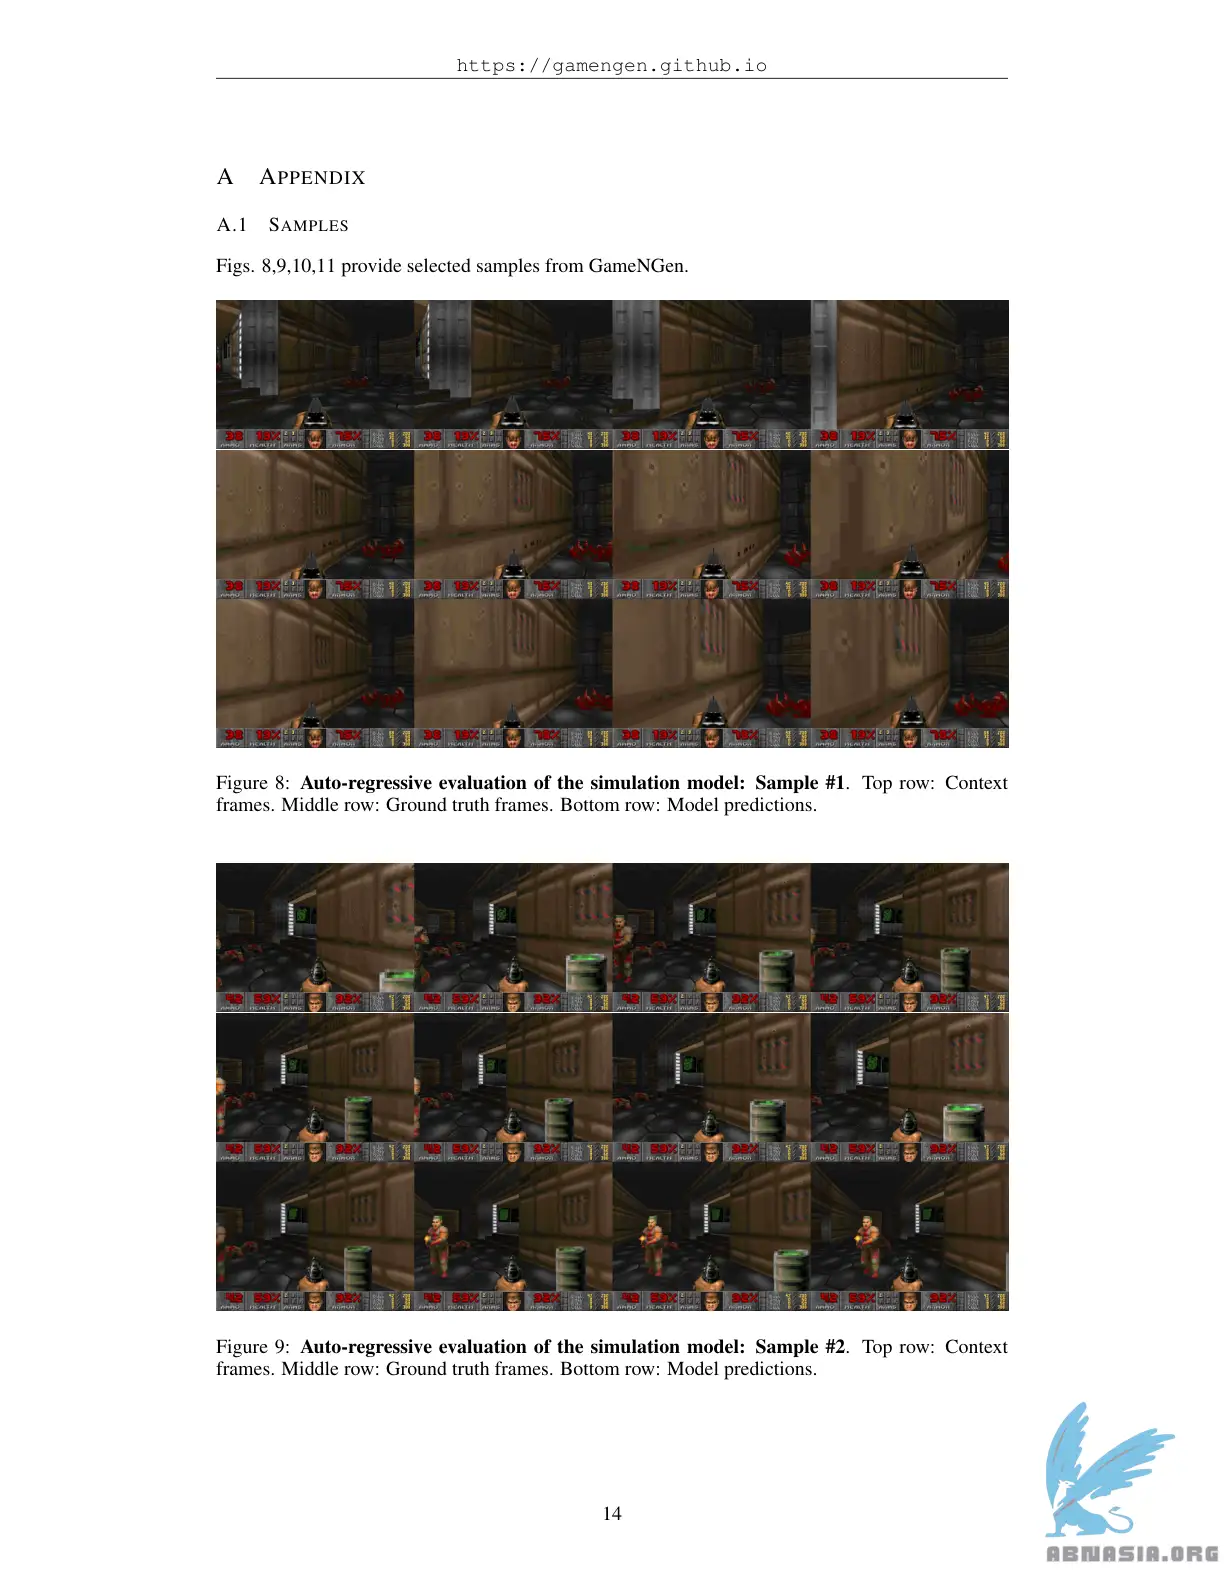 https://gamengen.github.io
A APPENDIX
A.1 SAMPLES
Figs. 8,9,10,11 provide selected samples from GameNGen.
Figure 8: Auto-regressive evaluation of the simulation model: Sample #1. Top row: Context
frames. Middle row: Ground truth frames. Bottom row: Model predictions.
Figure 9: Auto-regressive evaluation of the simulation model: Sample #2. Top row: Context
frames. Middle row: Ground truth frames. Bottom row: Model predictions.
14
ABNASIA.ORG